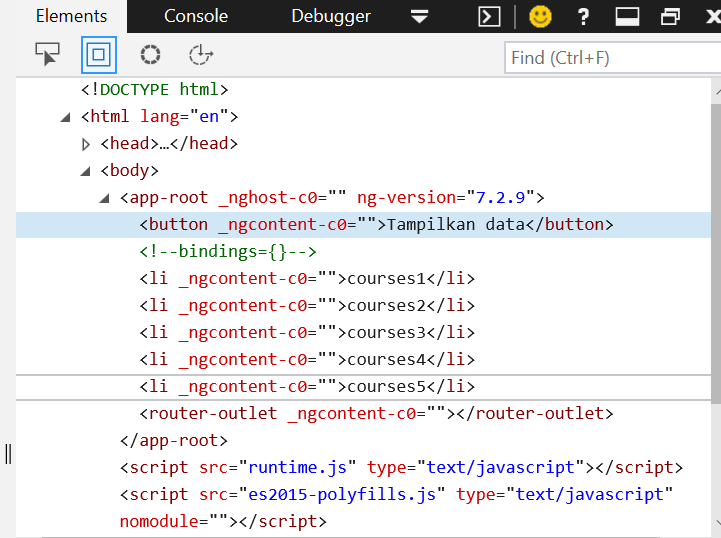 Elements Console Debugger ?
Find (Ctrl+F)
<!DOCTYPE html>
<html lang="en">
<head>…</head>
<body>
<app-root _nghost-c0="" ng-version="7.2.9">
<button _ngcontent-c0="">Tampilkan data</button>
<!--bindings={}-->
<li _ngcontent-c0="">courses1</li>
<li _ngcontent-c0="">courses2</li>
<li _ngcontent-c0="">courses3</li>
<li _ngcontent-c0="">courses4</li>
<li _ngcontent-c0="">courses5</li>
<router-outlet _ngcontent-c0=""></router-outlet>
</app-root>
<script src="runtime.js" type="text/javascript"></script>
<script src="es2015-polyfills.js" type="text/javascript"
nomodule=""></script>